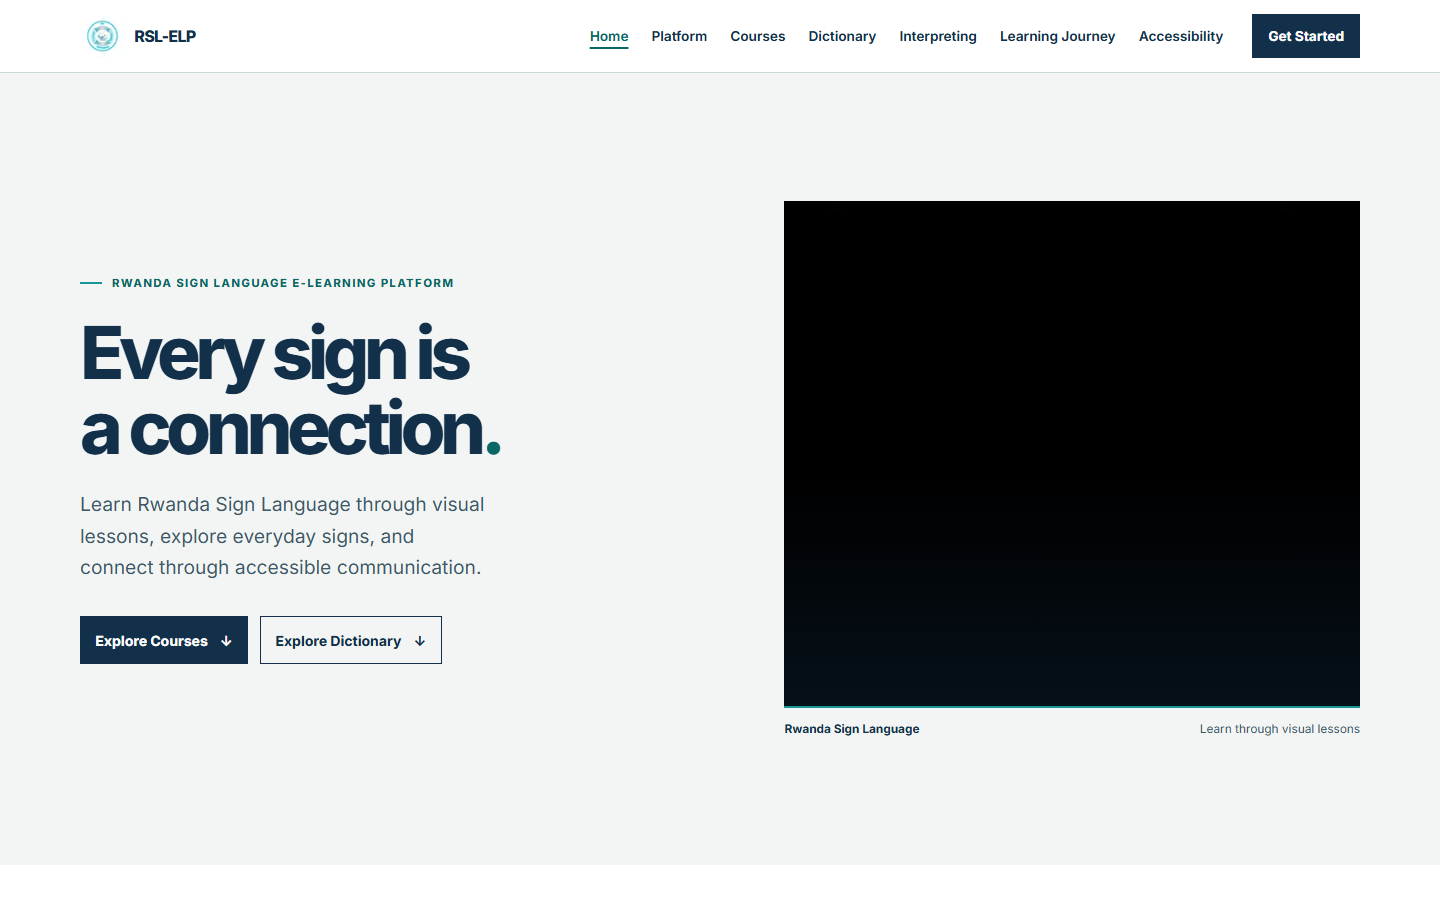 RSL-ELP
Home Platform Courses Dictionary Interpreting Learning Journey Accessibility Get Started
RWANDA SIGN LANGUAGE E-LEARNING PLATFORM
Every sign is
a connection.
Learn Rwanda Sign Language through visual
lessons, explore everyday signs, and
connect through accessible communication.
Explore Courses ↓ Explore Dictionary ↓
Rwanda Sign Language Learn through visual lessons